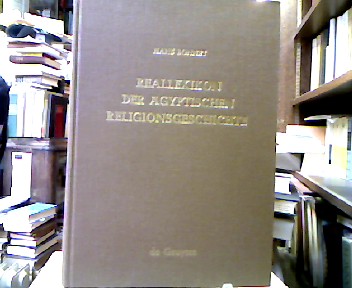 HANS BONNET
REALLEXIKON
DER ÄGYPTISCHEN
RELIGIONSGESCHICHTE
de Gruyter